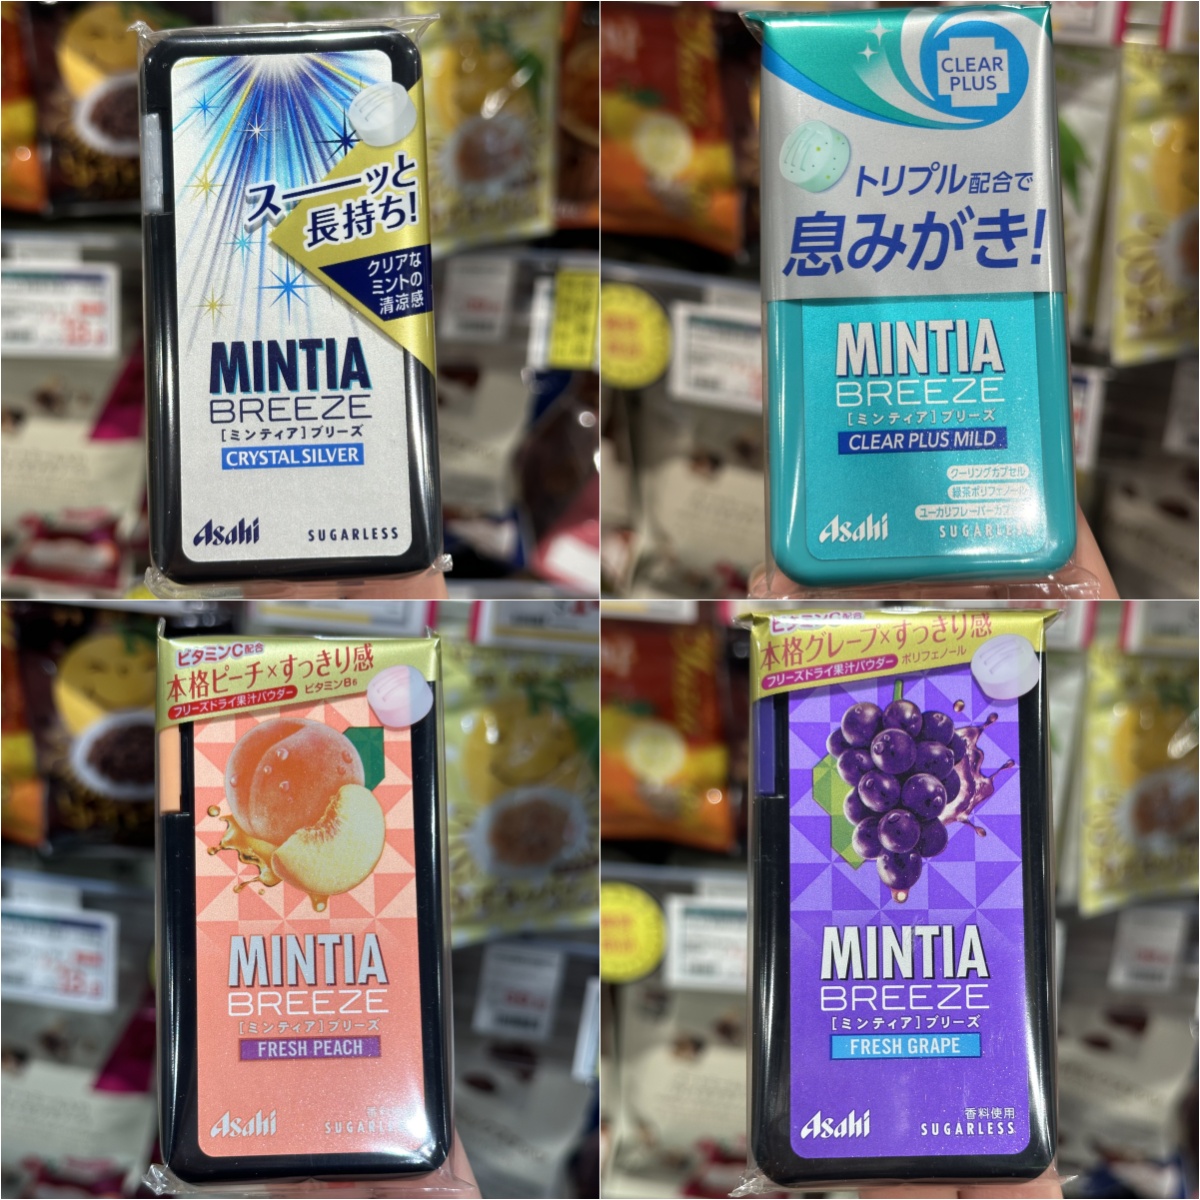 スーーッと
長持ち!
クリアな
ミントの
清涼感
MINTIA
BREEZE
[ミンティア]ブリーズ
CRYSTAL SILVER
Asahi
SUGARLESS
CLEAR
PLUS
トリプル配合で
息みがき!
MINTIA
BREEZE
[ミンティア]ブリーズ
CLEAR PLUS MILD
クーリングカプセル
緑茶ポリフェノール
ユーカリフレーバーカプセル
Asahi
SUGARLESS
ビタミンC配合
本格ピーチ×すっきり感
フリーズドライ果汁パウダー ビタミンB6
MINTIA
BREEZE
[ミンティア]ブリーズ
FRESH PEACH
Asahi
SUGARLESS
ビタミンC配合
本格グレープ×すっきり感
フリーズドライ果汁パウダー ポリフェノール
MINTIA
BREEZE
[ミンティア]ブリーズ
FRESH GRAPE
香料使用
Asahi
SUGARLESS